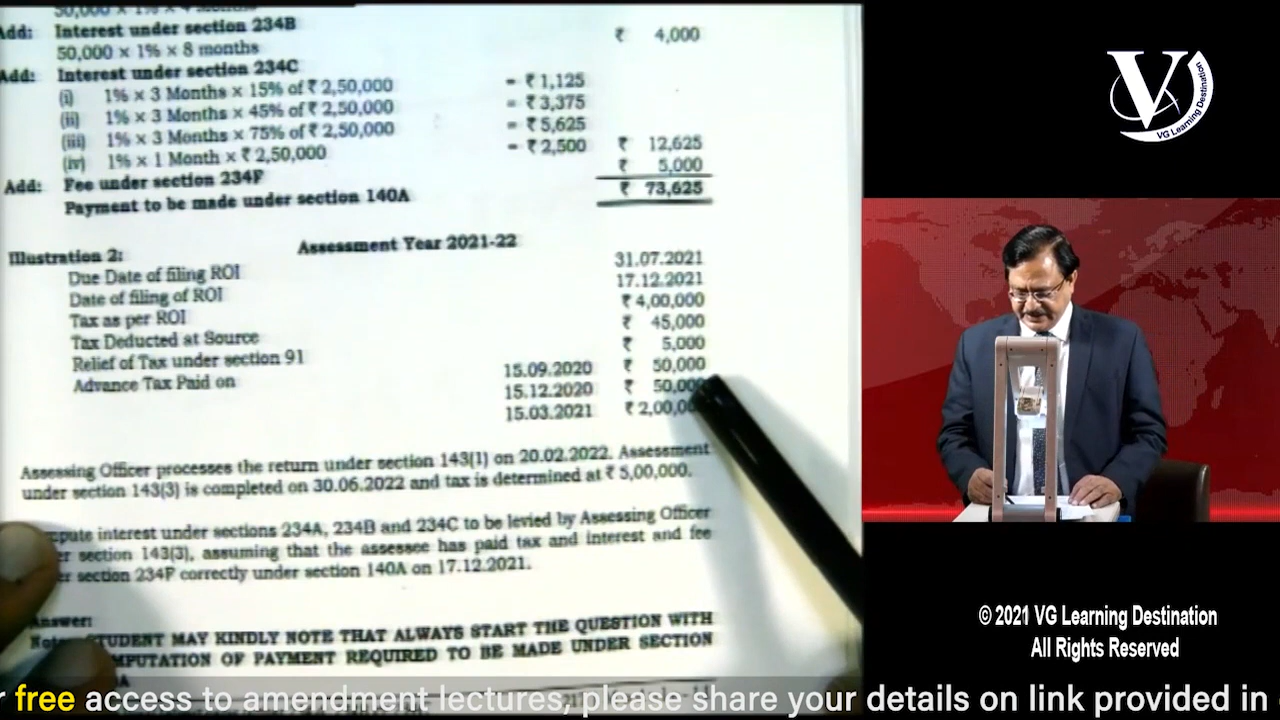 50,000 × 1% × 4
Add: Interest under section 234B
50,000 × 1% × 8 months ₹ 4,000
Add: Interest under section 234C
(i) 1% × 3 Months × 15% of ₹ 2,50,000 = ₹ 1,125
(ii) 1% × 3 Months × 45% of ₹ 2,50,000 = ₹ 3,375
(iii) 1% × 3 Months × 75% of ₹ 2,50,000 = ₹ 5,625
(iv) 1% × 1 Month × ₹ 2,50,000 = ₹ 2,500 ₹ 12,625
Add: Fee under section 234F ₹ 5,000
Payment to be made under section 140A ₹ 73,625
Illustration 2: Assessment Year 2021-22
Due Date of filing ROI 31.07.2021
Date of filing of ROI 17.12.2021
Tax as per ROI ₹ 4,00,000
Tax Deducted at Source ₹ 45,000
Relief of Tax under section 91 ₹ 5,000
Advance Tax Paid on 15.09.2020 ₹ 50,000
15.12.2020 ₹ 50,000
15.03.2021 ₹ 2,00,00
Assessing Officer processes the return under section 143(1) on 20.02.2022. Assessment
under section 143(3) is completed on 30.06.2022 and tax is determined at ₹ 5,00,000.
pute interest under sections 234A, 234B and 234C to be levied by Assessing Officer
er section 143(3), assuming that the assessee has paid tax and interest and fee
er section 234F correctly under section 140A on 17.12.2021.
Answer:
Note: STUDENT MAY KINDLY NOTE THAT ALWAYS START THE QUESTION WITH
MPUTATION OF PAYMENT REQUIRED TO BE MADE UNDER SECTION
A
V
VG Learning Destination
© 2021 VG Learning Destination
All Rights Reserved
r free access to amendment lectures, please share your details on link provided in